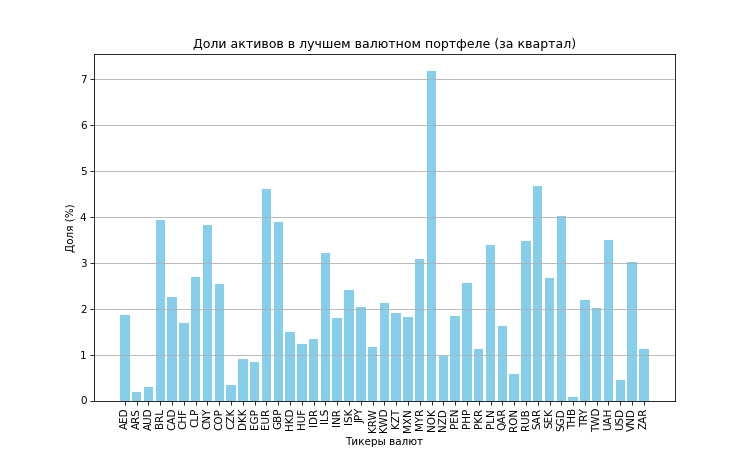 Доли активов в лучшем валютном портфеле (за квартал)
Доля (%)
7
6
5
4
3
2
1
0
AED ARS AUD BRL CAD CHF CLP CNY COP CZK DKK EGP EUR GBP HKD HUF IDR ILS INR ISK JPY KRW KWD KZT MXN MYR NOK NZD PEN PHP PKR PLN QAR RON RUB SAR SEK SGD THB TRY TWD UAH USD VND ZAR
Тикеры валют